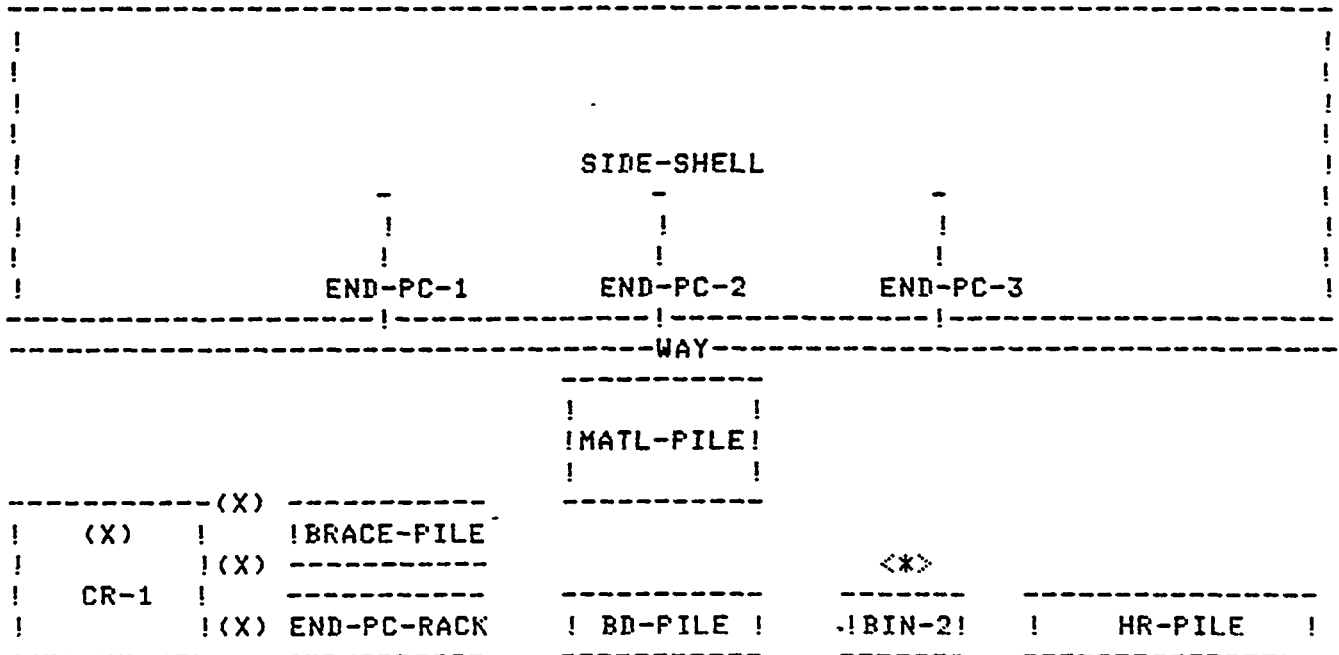 SIDE-SHELL
END-PC-1 END-PC-2 END-PC-3
WAY
MATL-PILE
(X)
(X) BRACE-PILE
(X) <*>
CR-1
(X) END-PC-RACK BD-PILE BIN-2 HR-PILE